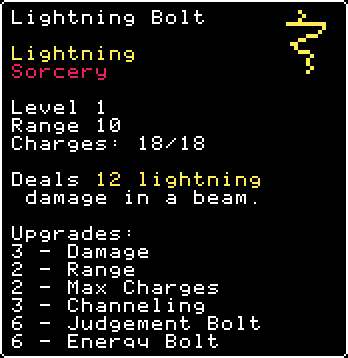 Lightning Bolt
Lightning
Sorcery
Level 1
Range 10
Charges: 18/18
Deals 12 lightning
damage in a beam.
Upgrades:
3 - Damage
2 - Range
2 - Max Charges
3 - Channeling
6 - Judgement Bolt
6 - Energy Bolt